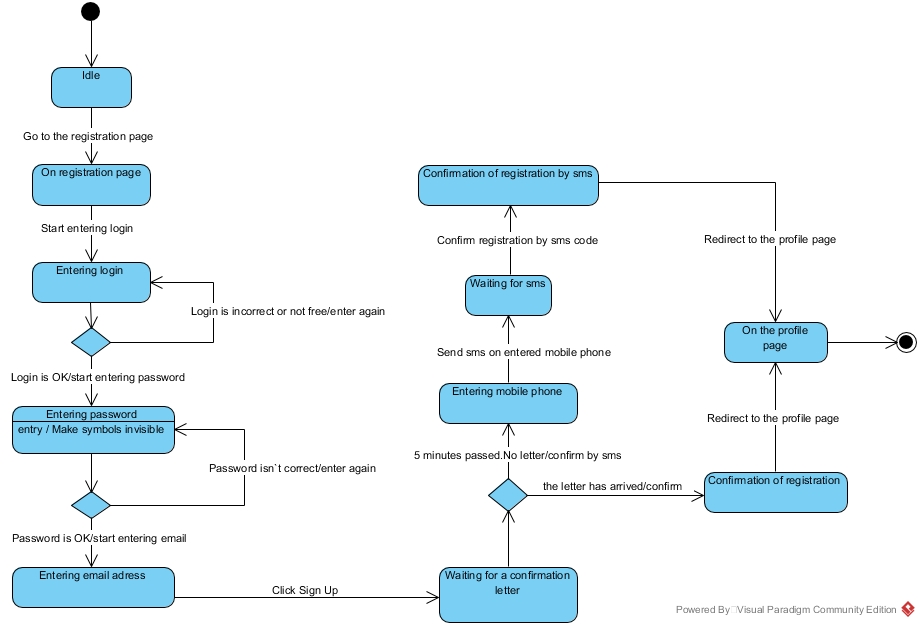 Idle
Go to the registration page
On registration page
Start entering login
Entering login
Login is incorrect or not free/enter again
Login is OK/start entering password
Entering password
entry / Make symbols invisible
Password isn`t correct/enter again
Password is OK/start entering email
Entering email adress
Click Sign Up
Waiting for a confirmation
letter
the letter has arrived/confirm
5 minutes passed.No letter/confirm by sms
Entering mobile phone
Send sms on entered mobile phone
Waiting for sms
Confirm registration by sms code
Confirmation of registration by sms
Redirect to the profile page
On the profile
page
Redirect to the profile page
Confirmation of registration
Powered By Visual Paradigm Community Edition